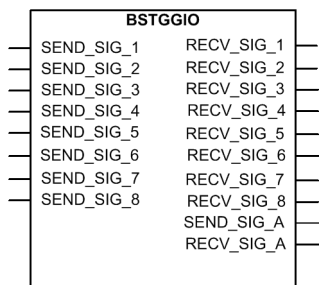 BSTGGIO
SEND_SIG_1 RECV_SIG_1
SEND_SIG_2 RECV_SIG_2
SEND_SIG_3 RECV_SIG_3
SEND_SIG_4 RECV_SIG_4
SEND_SIG_5 RECV_SIG_5
SEND_SIG_6 RECV_SIG_6
SEND_SIG_7 RECV_SIG_7
SEND_SIG_8 RECV_SIG_8
SEND_SIG_A
RECV_SIG_A